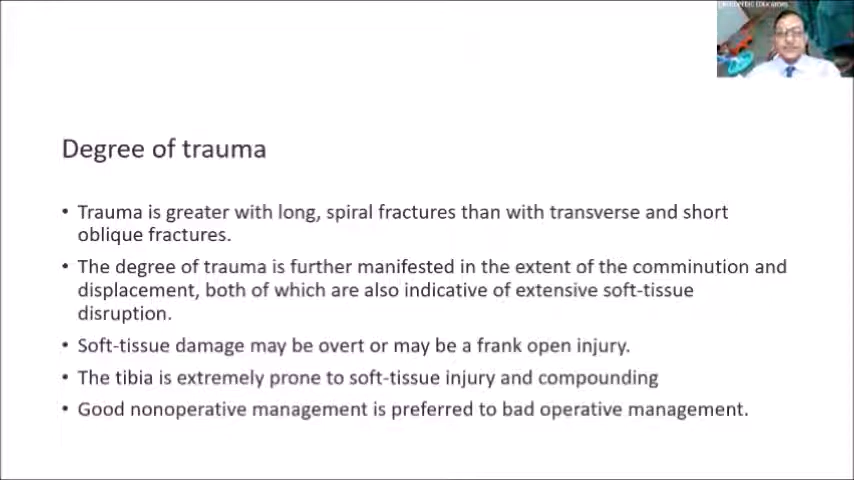 Degree of trauma
• Trauma is greater with long, spiral fractures than with transverse and short
oblique fractures.
• The degree of trauma is further manifested in the extent of the comminution and
displacement, both of which are also indicative of extensive soft-tissue
disruption.
• Soft-tissue damage may be overt or may be a frank open injury.
• The tibia is extremely prone to soft-tissue injury and compounding
• Good nonoperative management is preferred to bad operative management.